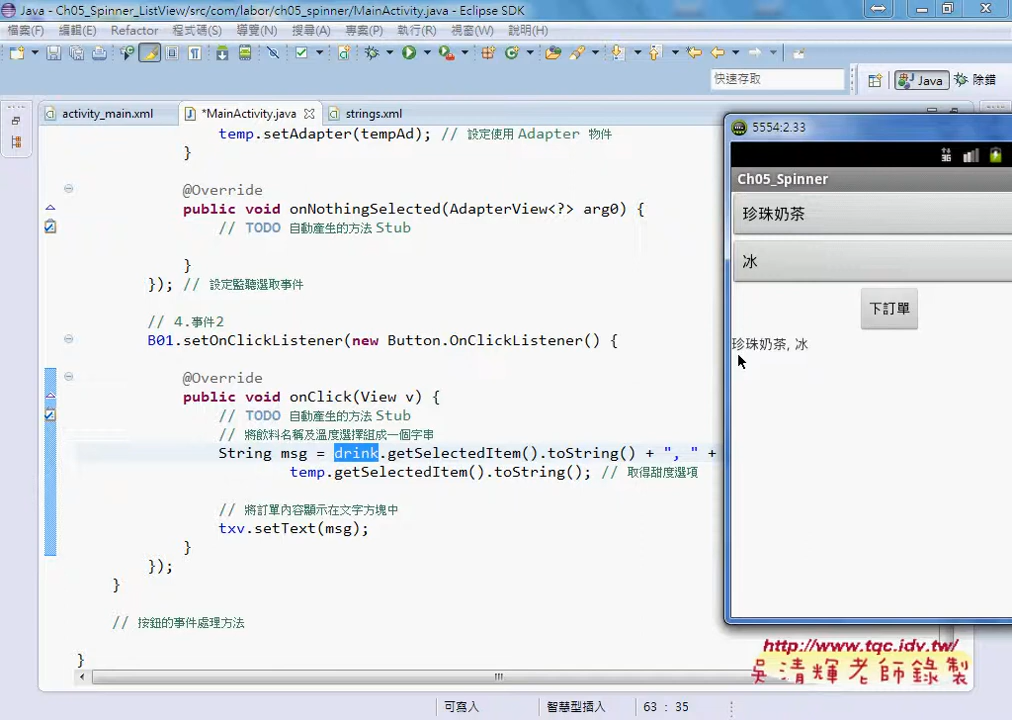 Java - Ch05_Spinner_ListView/src/com/labor/ch05_spinner/MainActivity.java - Eclipse SDK
檔案(F) 編輯(E) Refactor 程式碼(S) 導覽(N) 搜尋(A) 專案(P) 執行(R) 視窗(W) 說明(H)
快速存取
Java
除錯
activity_main.xml
*MainActivity.java
strings.xml
temp.setAdapter(tempAd); // 設定使用 Adapter 物件
}
@Override
public void onNothingSelected(AdapterView<?> arg0) {
// TODO 自動產生的方法 Stub
}
}); // 設定監聽選取事件
// 4.事件2
B01.setOnClickListener(new Button.OnClickListener() {
@Override
public void onClick(View v) {
// TODO 自動產生的方法 Stub
// 將飲料名稱及溫度選擇組成一個字串
String msg = drink.getSelectedItem().toString() + ", " +
temp.getSelectedItem().toString(); // 取得甜度選項
// 將訂單內容顯示在文字方塊中
txv.setText(msg);
}
});
}
// 按鈕的事件處理方法
}
5554:2.33
3G
Ch05_Spinner
珍珠奶茶
冰
下訂單
珍珠奶茶, 冰
http://www.tqc.idv.tw/
吳清輝老師錄製
可寫入
智慧型插入
63 : 35